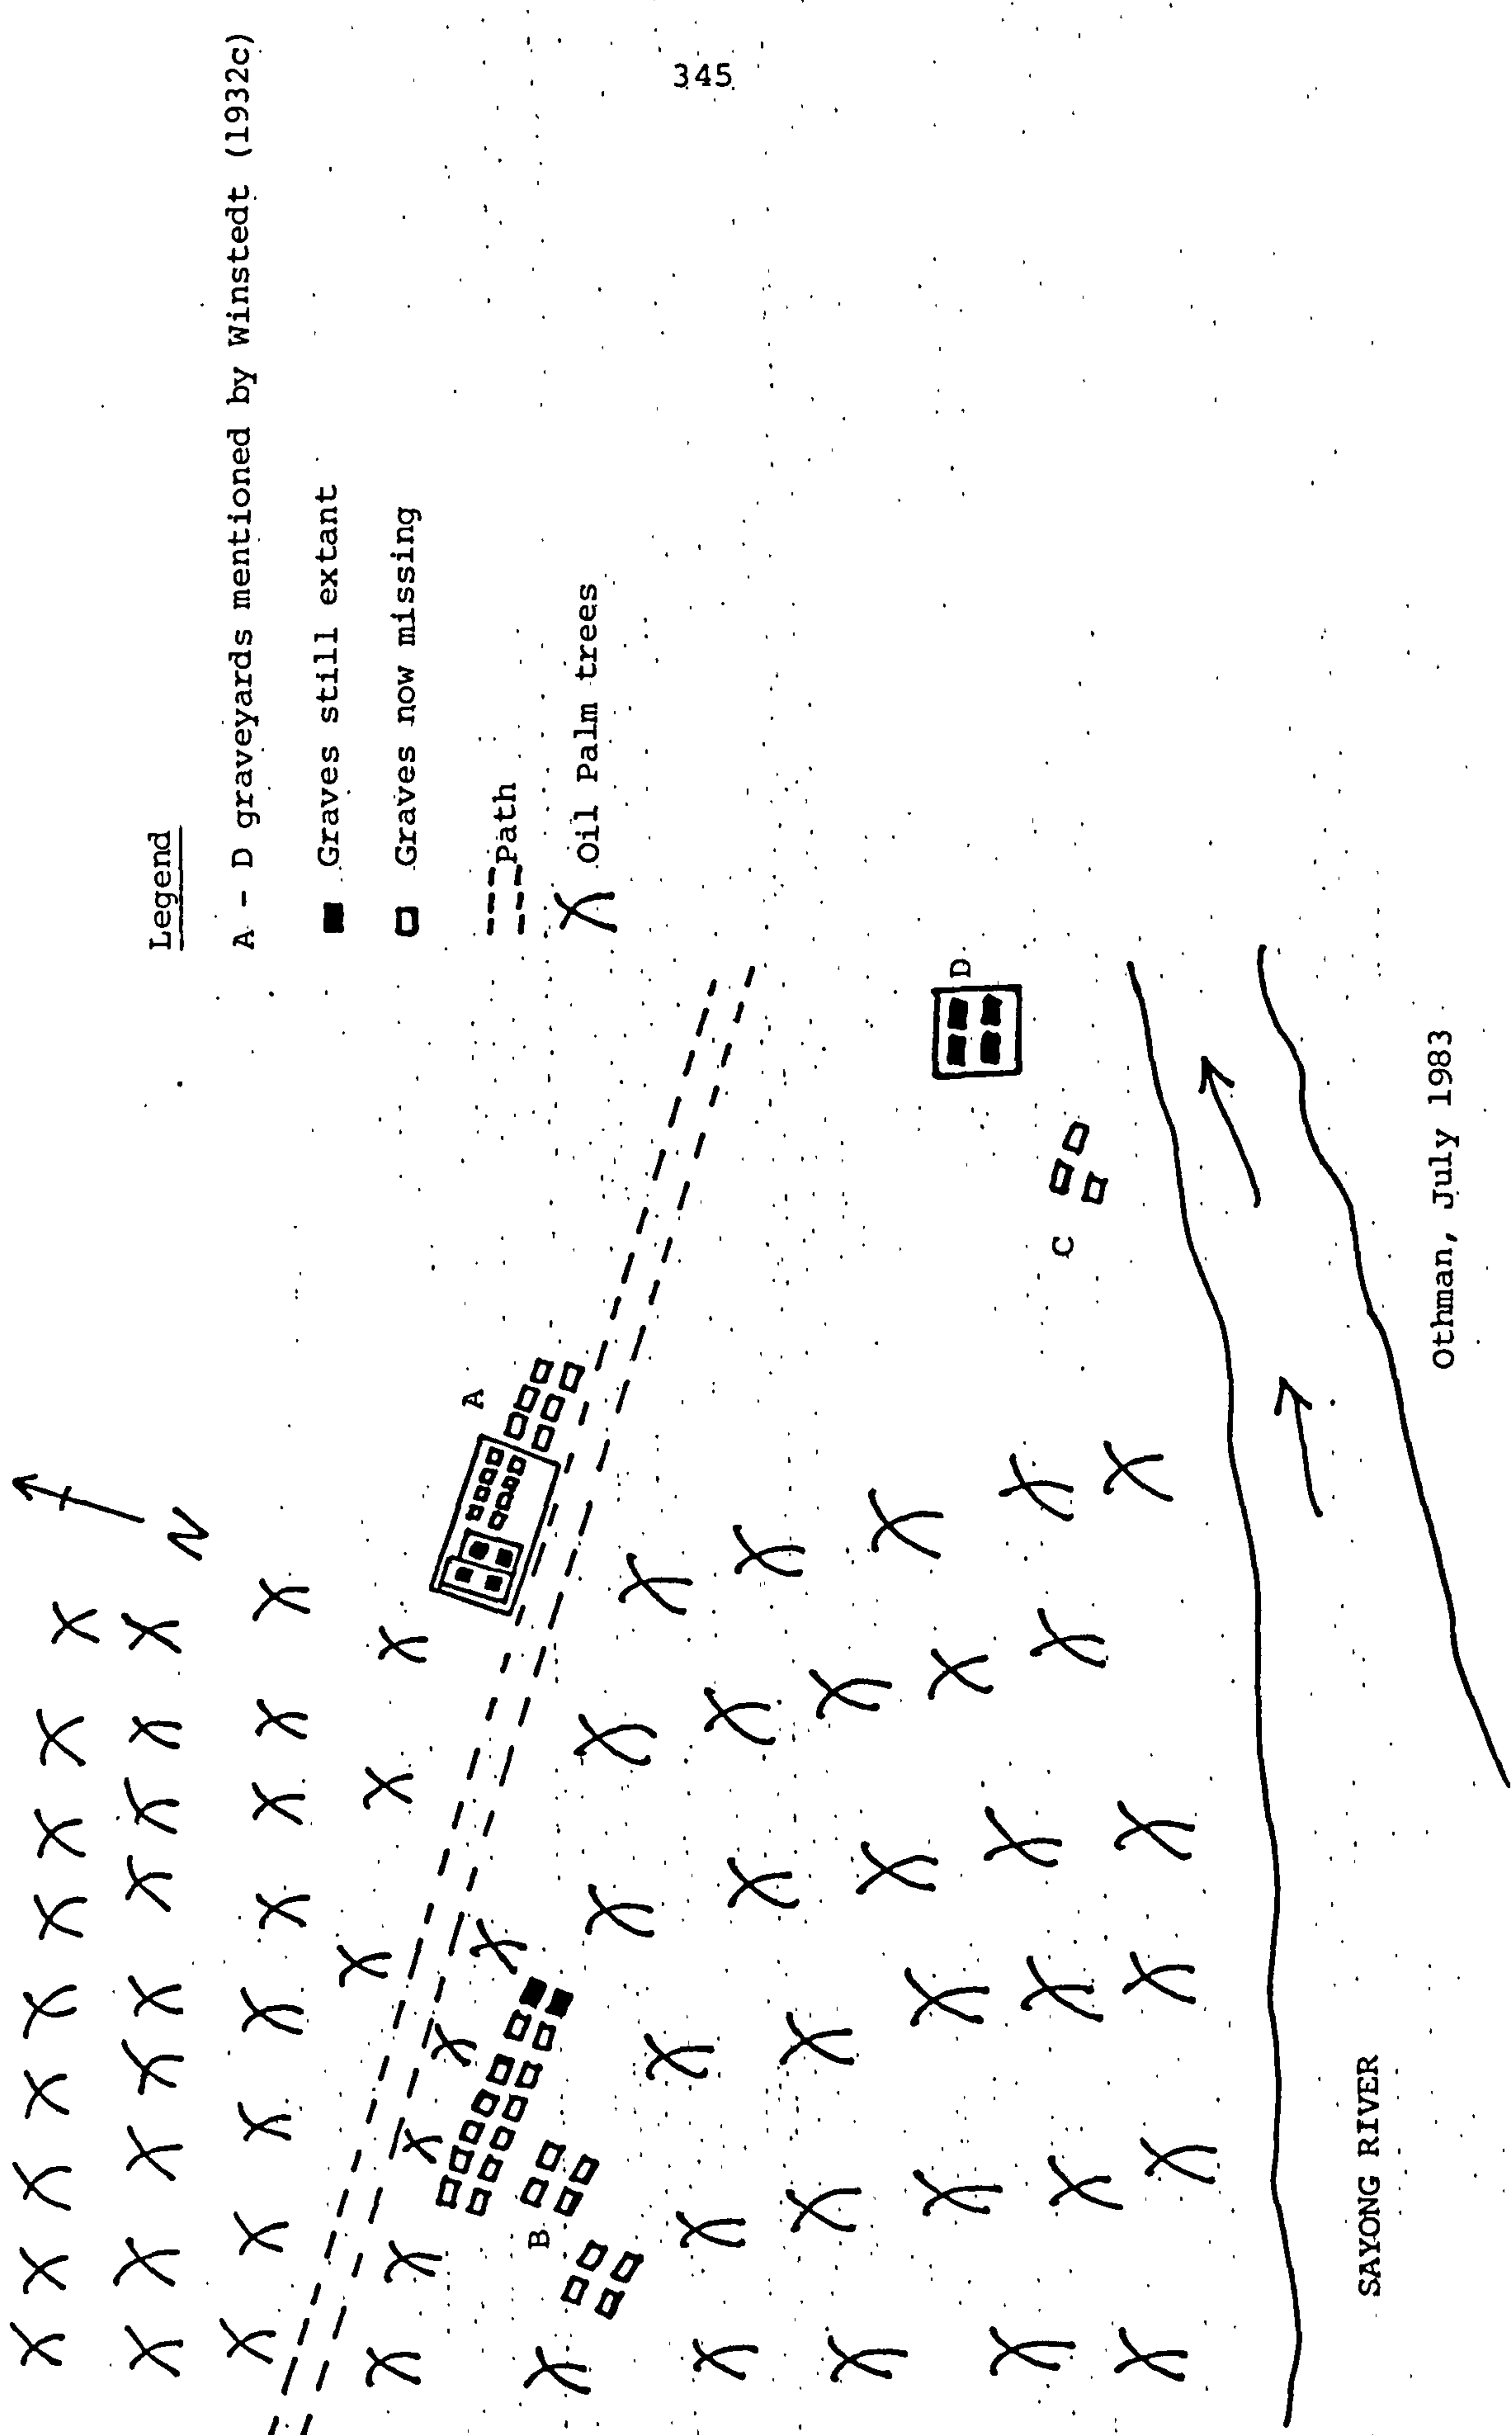 345
Legend
A - D graveyards mentioned by Winstedt (1932c)
Graves still extant
Graves now missing
Path
Oil Palm trees
N
A
B
C
D
SAYONG RIVER
Othman, July 1983